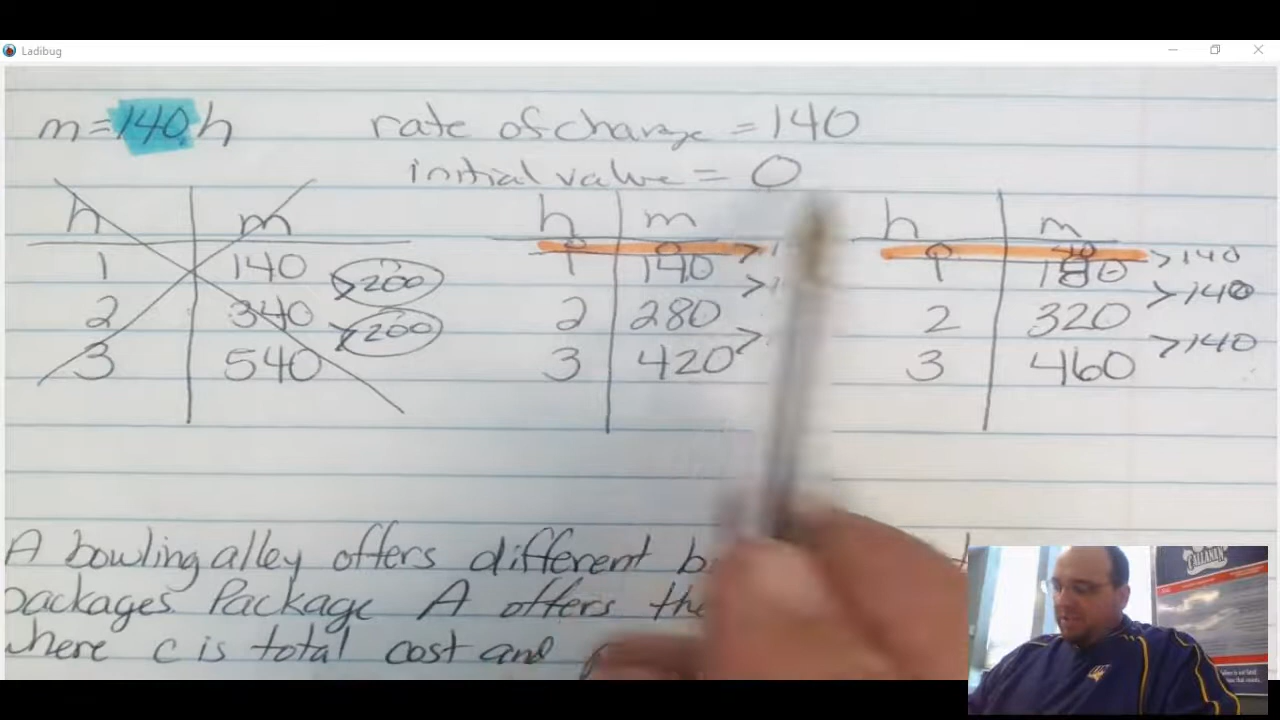 Ladibug
m=140h rate of change = 140
initial value = 0
h m h m h m
0 0 >1 0 40 >140
1 140 >200 1 140 > 1 180 >140
2 340 >200 2 280 > 2 320 >140
3 540 3 420 3 460
A bowling alley offers different b
packages. Package A offers the
where c is total cost and
CALLANAN